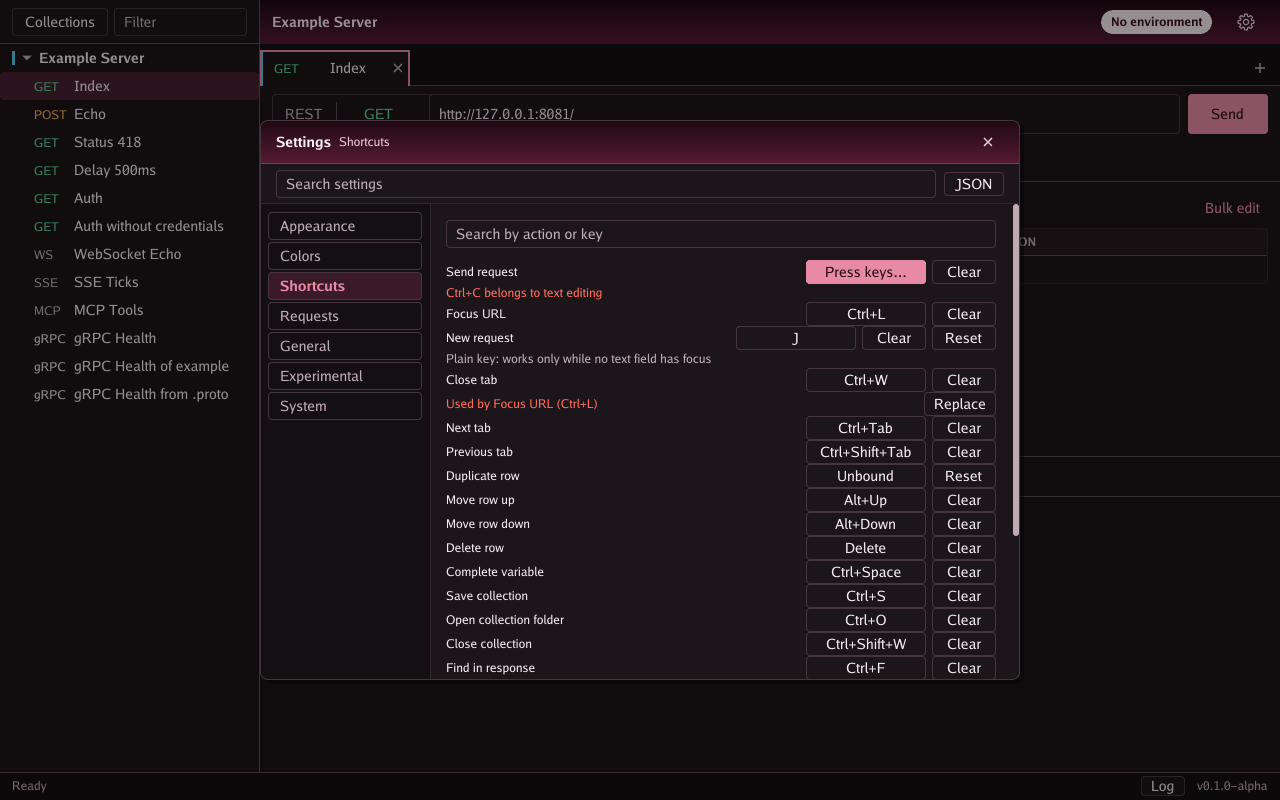 Collections
Filter
Example Server
No environment
Example Server
GET Index
POST Echo
GET Status 418
GET Delay 500ms
GET Auth
GET Auth without credentials
WS WebSocket Echo
SSE SSE Ticks
MCP MCP Tools
gRPC gRPC Health
gRPC gRPC Health of example
gRPC gRPC Health from .proto
GET Index ✕
+
REST GET http://127.0.0.1:8081/ Send
Bulk edit
ON
Settings Shortcuts ✕
Search settings JSON
Appearance
Colors
Shortcuts
Requests
General
Experimental
System
Search by action or key
Send request Press keys... Clear
Ctrl+C belongs to text editing
Focus URL Ctrl+L Clear
New request J Clear Reset
Plain key: works only while no text field has focus
Close tab Ctrl+W Clear
Used by Focus URL (Ctrl+L) Replace
Next tab Ctrl+Tab Clear
Previous tab Ctrl+Shift+Tab Clear
Duplicate row Unbound Reset
Move row up Alt+Up Clear
Move row down Alt+Down Clear
Delete row Delete Clear
Complete variable Ctrl+Space Clear
Save collection Ctrl+S Clear
Open collection folder Ctrl+O Clear
Close collection Ctrl+Shift+W Clear
Find in response Ctrl+F Clear
Ready
Log v0.1.0-alpha